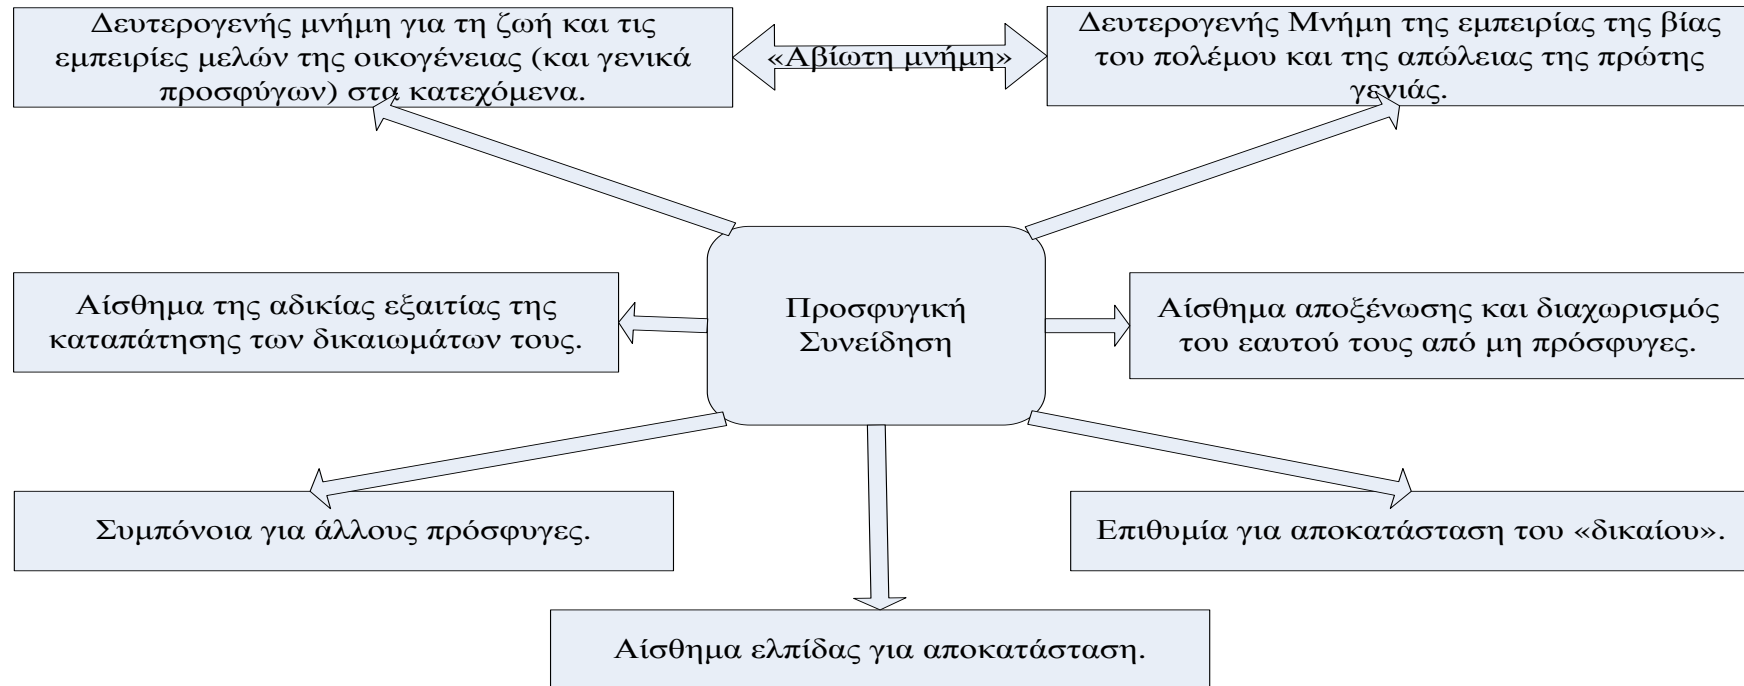 Δευτερογενής μνήμη για τη ζωή και τις
εμπειρίες μελών της οικογένειας (και γενικά
προσφύγων) στα κατεχόμενα.
«Αβίωτη μνήμη»
Δευτερογενής Μνήμη της εμπειρίας της βίας
του πολέμου και της απώλειας της πρώτης
γενιάς.
Προσφυγική
Συνείδηση
Αίσθημα της αδικίας εξαιτίας της
καταπάτησης των δικαιωμάτων τους.
Αίσθημα αποξένωσης και διαχωρισμός
του εαυτού τους από μη πρόσφυγες.
Συμπόνοια για άλλους πρόσφυγες.
Επιθυμία για αποκατάσταση του «δικαίου».
Αίσθημα ελπίδας για αποκατάσταση.